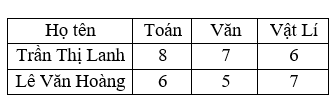 Họ tên Toán Văn Vật Lí
Trần Thị Lanh 8 7 6
Lê Văn Hoàng 6 5 7